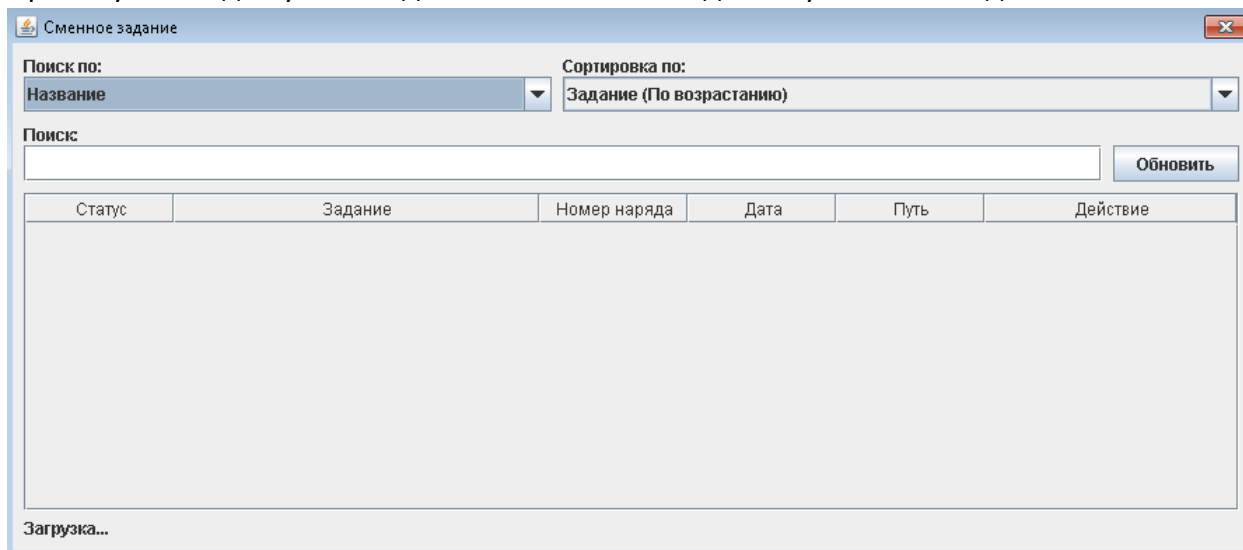 Сменное задание
Поиск по: Сортировка по:
Название Задание (По возрастанию)
Поиск:
Обновить
Статус Задание Номер наряда Дата Путь Действие
Загрузка...